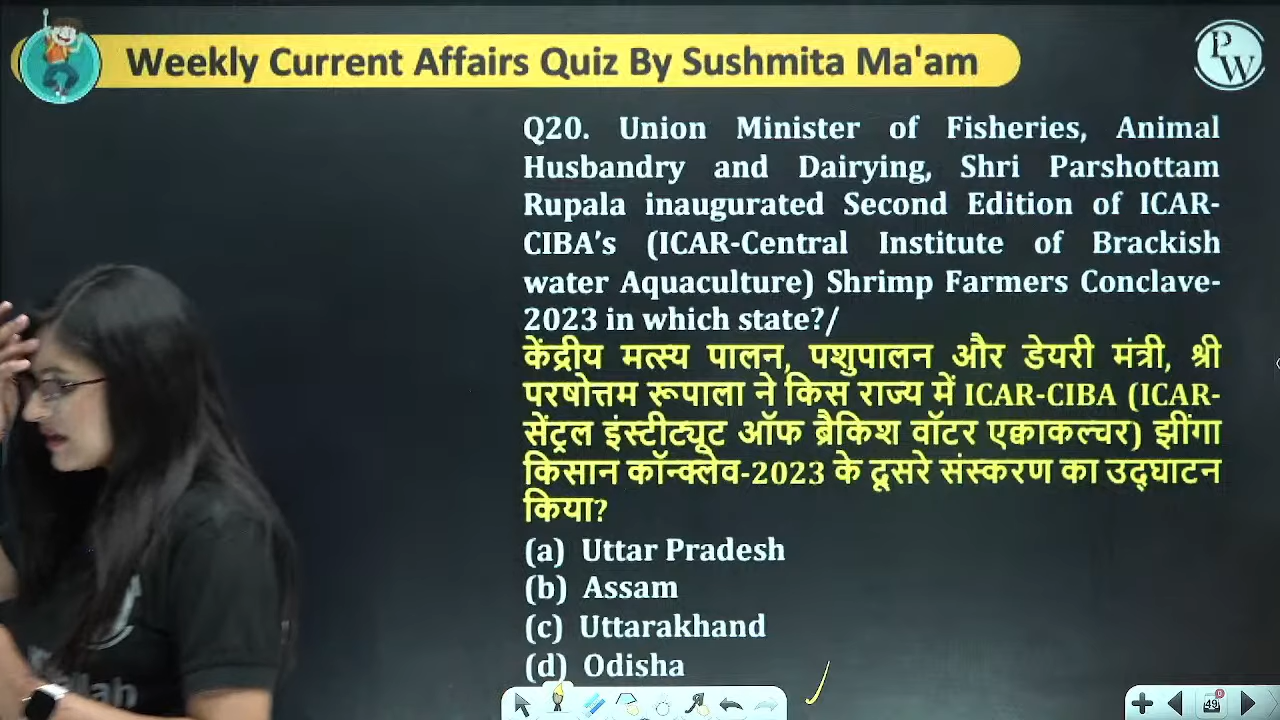 Weekly Current Affairs Quiz By Sushmita Ma'am
PW
Q20. Union Minister of Fisheries, Animal
Husbandry and Dairying, Shri Parshottam
Rupala inaugurated Second Edition of ICAR-
CIBA's (ICAR-Central Institute of Brackish
water Aquaculture) Shrimp Farmers Conclave-
2023 in which state?/
केंद्रीय मत्स्य पालन, पशुपालन और डेयरी मंत्री, श्री
परषोत्तम रूपाला ने किस राज्य में ICAR-CIBA (ICAR-
सेंट्रल इंस्टीट्यूट ऑफ ब्रैकिश वॉटर एक्वाकल्चर) झींगा
किसान कॉन्क्लेव-2023 के दूसरे संस्करण का उद्घाटन
किया?
(a) Uttar Pradesh
(b) Assam
(c) Uttarakhand
(d) Odisha
49